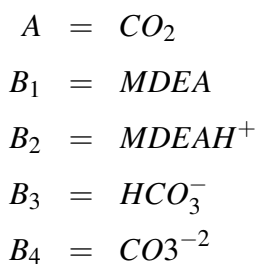 A = CO₂
B₁ = MDEA
B₂ = MDEAH⁺
B₃ = HCO₃⁻
B₄ = CO3⁻²